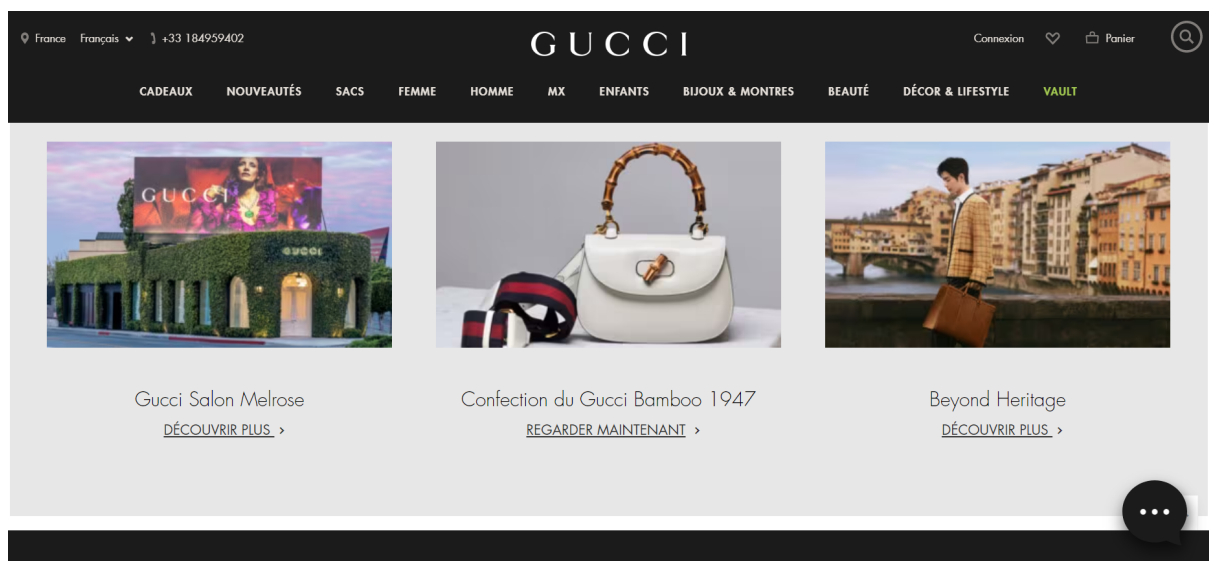 France Français +33 184959402
GUCCI
Connexion Panier
CADEAUX NOUVEAUTÉS SACS FEMME HOMME MX ENFANTS BIJOUX & MONTRES BEAUTÉ DÉCOR & LIFESTYLE VAULT
GUCCI
GUCCI
Gucci Salon Melrose
DÉCOUVRIR PLUS >
Confection du Gucci Bamboo 1947
REGARDER MAINTENANT >
Beyond Heritage
DÉCOUVRIR PLUS >